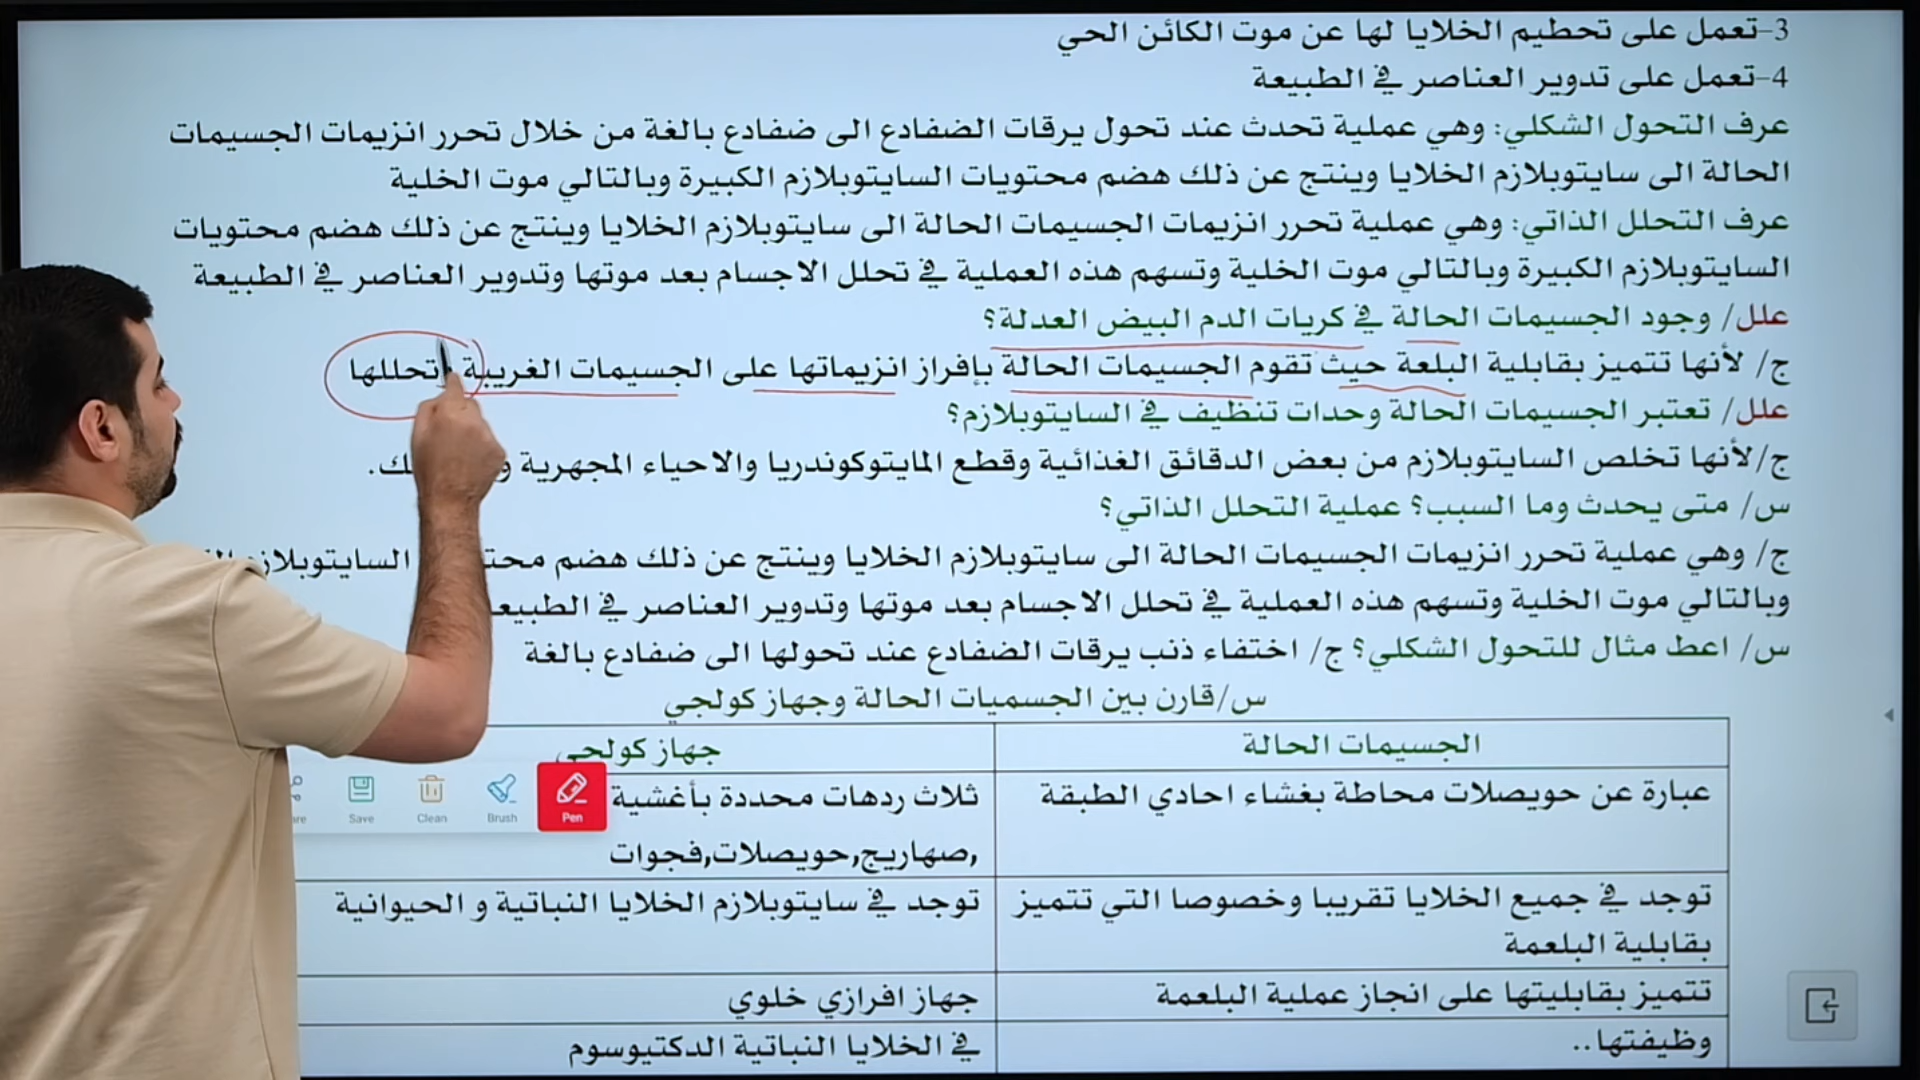 3-تعمل على تحطيم الخلايا لها عن موت الكائن الحي
4-تعمل على تدوير العناصر في الطبيعة
عرف التحول الشكلي: وهي عملية تحدث عند تحول يرقات الضفادع الى ضفادع بالغة من خلال تحرر انزيمات الجسيمات
الحالة الى سايتوبلازم الخلايا وينتج عن ذلك هضم محتويات السايتوبلازم الكبيرة وبالتالي موت الخلية
عرف التحلل الذاتي: وهي عملية تحرر انزيمات الجسيمات الحالة الى سايتوبلازم الخلايا وينتج عن ذلك هضم محتويات
السايتوبلازم الكبيرة وبالتالي موت الخلية وتسهم هذه العملية في تحلل الاجسام بعد موتها وتدوير العناصر في الطبيعة
علل/ وجود الجسيمات الحالة في كريات الدم البيض العدلة؟
ج/ لأنها تتميز بقابلية البلعة حيث تقوم الجسيمات الحالة بإفراز انزيماتها على الجسيمات الغريبة
علل/ تعتبر الجسيمات الحالة وحدات تنظيف في السايتوبلازم؟
ج/لأنها تخلص السايتوبلازم من بعض الدقائق الغذائية وقطع المايتوكوندريا والاحياء المجهرية
س/ متى يحدث وما السبب؟ عملية التحلل الذاتي؟
ج/ وهي عملية تحرر انزيمات الجسيمات الحالة الى سايتوبلازم الخلايا وينتج عن ذلك هضم
وبالتالي موت الخلية وتسهم هذه العملية في تحلل الاجسام بعد موتها وتدوير العناصر في
س/ اعط مثال للتحول الشكلي؟ ج/ اختفاء ذنب يرقات الضفادع عند تحولها الى ضفادع بالغة
س/قارن بين الجسميات الحالة وجهاز كولجي
الجسيمات الحالة جهاز كولجي
عبارة عن حويصلات محاطة بغشاء احادي الطبقة ثلاث ردهات محددة بأغشية
,صهاريج,حويصلات,فجوات
توجد في جميع الخلايا تقريبا وخصوصا التي تتميز توجد في سايتوبلازم الخلايا النباتية و الحيوانية
بقابلية البلعمة
تتميز بقابليتها على انجاز عملية البلعمة جهاز افرازي خلوي
وظيفتها.. في الخلايا النباتية الدكتيوسوم
Save Clean Brush Pen